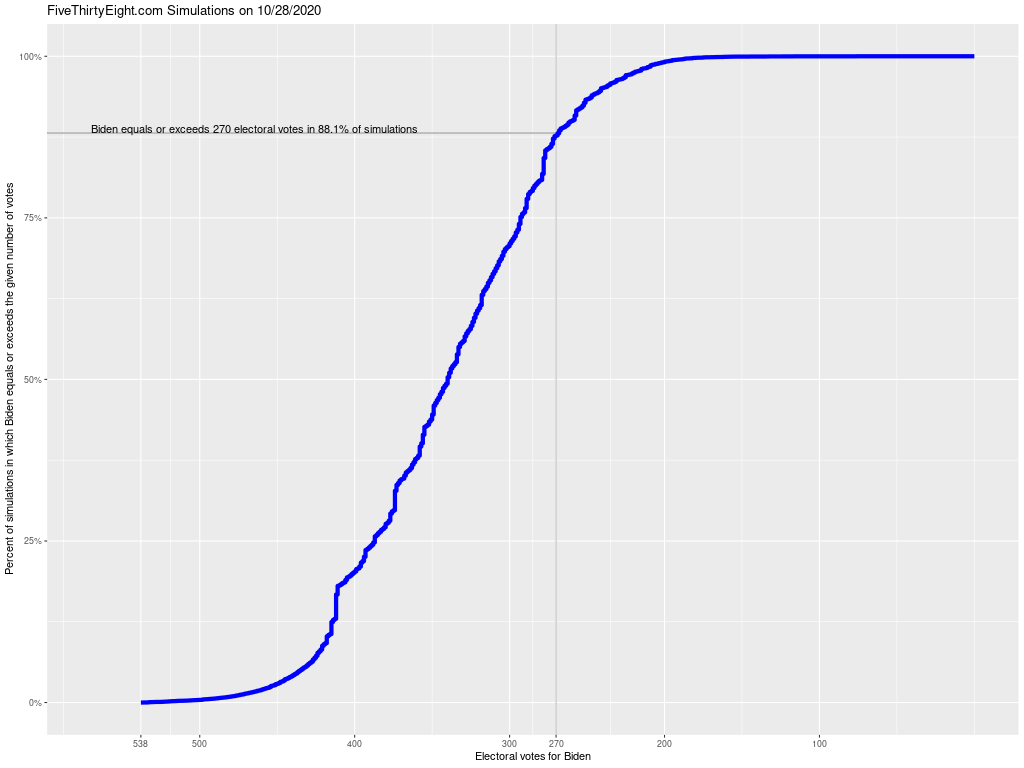 FiveThirtyEight.com Simulations on 10/28/2020
Percent of simulations in which Biden equals or exceeds the given number of votes
100%
Biden equals or exceeds 270 electoral votes in 88.1% of simulations
75%
50%
25%
0%
538 500 400 300 270 200 100
Electoral votes for Biden